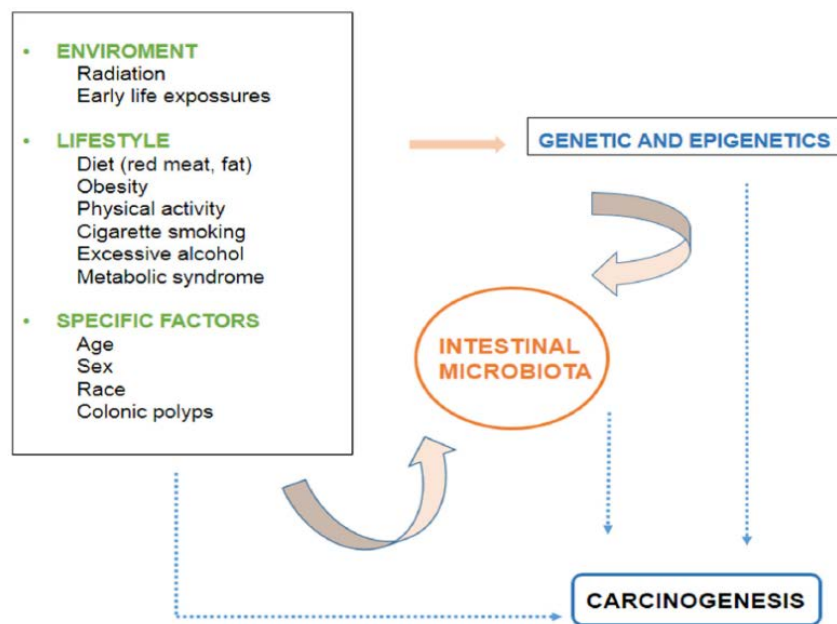 • ENVIROMENT
Radiation
Early life expossures
• LIFESTYLE
Diet (red meat, fat)
Obesity
Physical activity
Cigarette smoking
Excessive alcohol
Metabolic syndrome
• SPECIFIC FACTORS
Age
Sex
Race
Colonic polyps
GENETIC AND EPIGENETICS
INTESTINAL
MICROBIOTA
CARCINOGENESIS